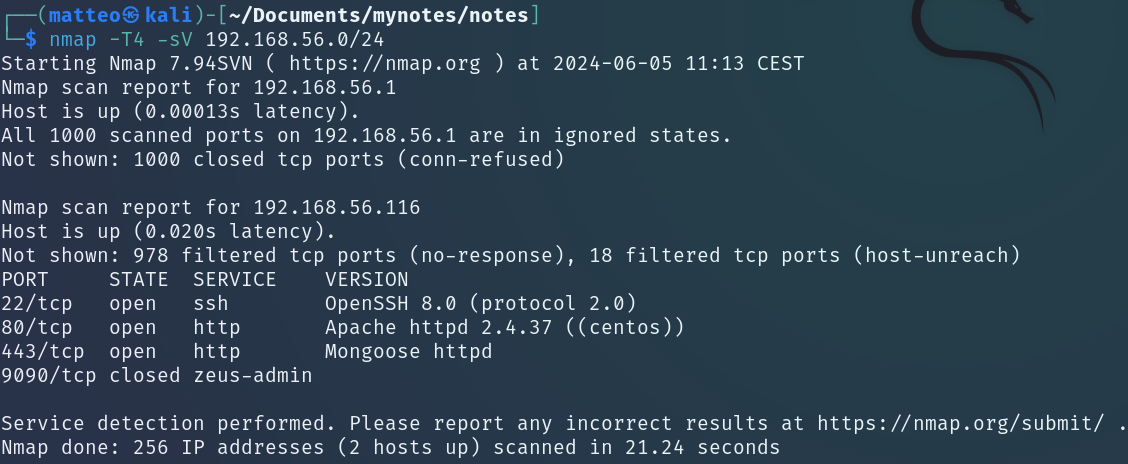 ┌──(matteo㉿kali)-[~/Documents/mynotes/notes]
└─$ nmap -T4 -sV 192.168.56.0/24
Starting Nmap 7.94SVN ( https://nmap.org ) at 2024-06-05 11:13 CEST
Nmap scan report for 192.168.56.1
Host is up (0.00013s latency).
All 1000 scanned ports on 192.168.56.1 are in ignored states.
Not shown: 1000 closed tcp ports (conn-refused)

Nmap scan report for 192.168.56.116
Host is up (0.020s latency).
Not shown: 978 filtered tcp ports (no-response), 18 filtered tcp ports (host-unreach)
PORT     STATE  SERVICE    VERSION
22/tcp   open   ssh        OpenSSH 8.0 (protocol 2.0)
80/tcp   open   http       Apache httpd 2.4.37 ((centos))
443/tcp  open   http       Mongoose httpd
9090/tcp closed zeus-admin

Service detection performed. Please report any incorrect results at https://nmap.org/submit/ .
Nmap done: 256 IP addresses (2 hosts up) scanned in 21.24 seconds